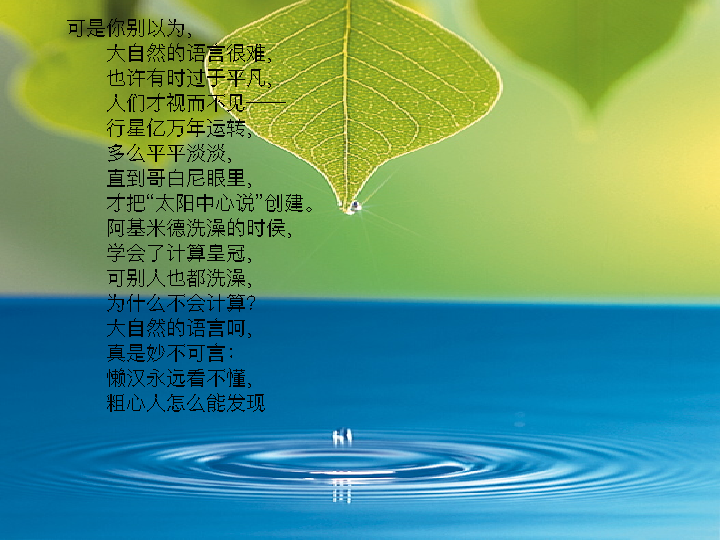 可是你别以为，
大自然的语言很难，
也许有时过于平凡，
人们才视而不见——
行星亿万年运转，
多么平平淡淡，
直到哥白尼眼里，
才把“太阳中心说”创建。
阿基米德洗澡的时侯，
学会了计算皇冠，
可别人也都洗澡，
为什么不会计算？
大自然的语言呵，
真是妙不可言：
懒汉永远看不懂，
粗心人怎么能发现